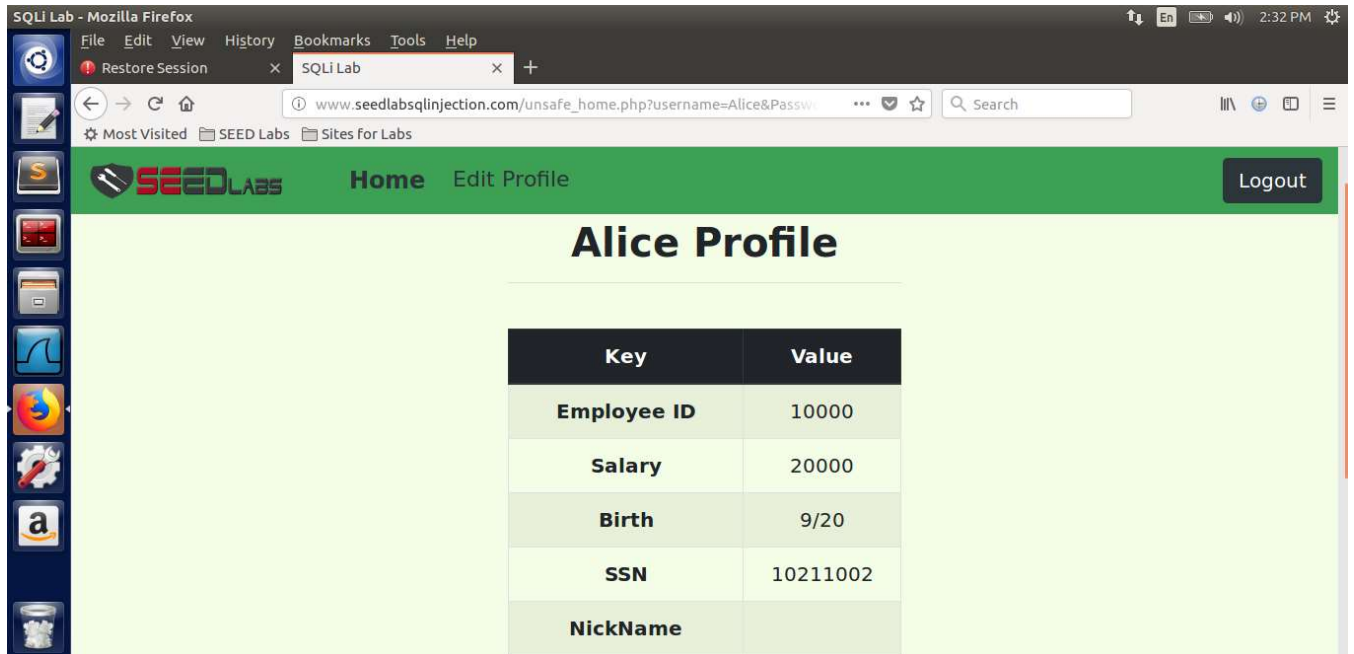 SQLi Lab - Mozilla Firefox
En
2:32 PM
File Edit View History Bookmarks Tools Help
Restore Session
SQLi Lab
www.seedlabsqlinjection.com/unsafe_home.php?username=Alice&Passw
Search
Most Visited SEED Labs Sites for Labs
SEEDLABS
Home Edit Profile
Logout
Alice Profile
Key Value
Employee ID 10000
Salary 20000
Birth 9/20
SSN 10211002
NickName